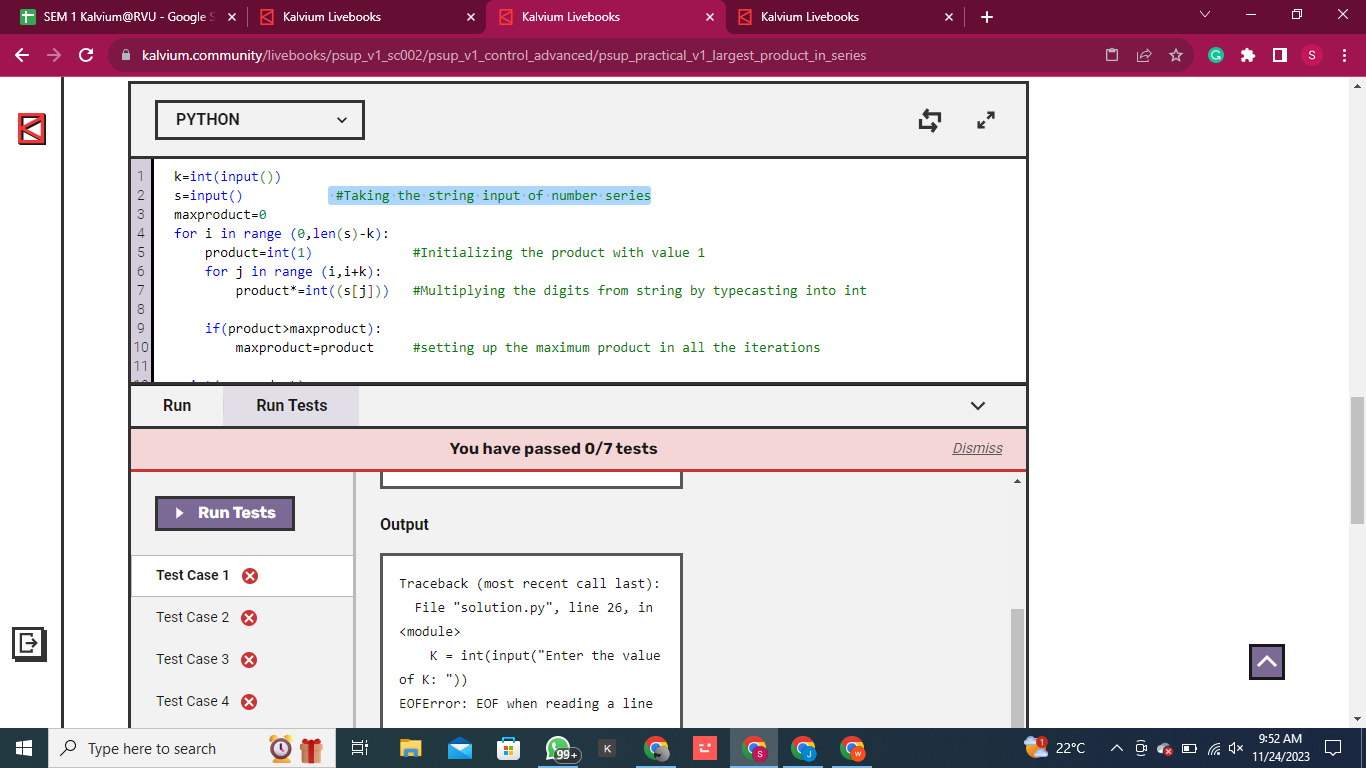 SEM 1 Kalvium@RVU - Google S
Kalvium Livebooks
Kalvium Livebooks
Kalvium Livebooks
kalvium.community/livebooks/psup_v1_sc002/psup_v1_control_advanced/psup_practical_v1_largest_product_in_series
G
S
PYTHON
1 k=int(input())
2 s=input() #Taking the string input of number series
3 maxproduct=0
4 for i in range (0,len(s)-k):
5 product=int(1) #Initializing the product with value 1
6 for j in range (i,i+k):
7 product*=int((s[j])) #Multiplying the digits from string by typecasting into int
8
9 if(product>maxproduct):
10 maxproduct=product #setting up the maximum product in all the iterations
11
Run
Run Tests
You have passed 0/7 tests
Dismiss
Run Tests
Output
Test Case 1
Test Case 2
Test Case 3
Test Case 4
Traceback (most recent call last):
File "solution.py", line 26, in
<module>
K = int(input("Enter the value
of K: "))
EOFError: EOF when reading a line
Type here to search
99+
K
S
J
W
1
22°C
9:52 AM
11/24/2023